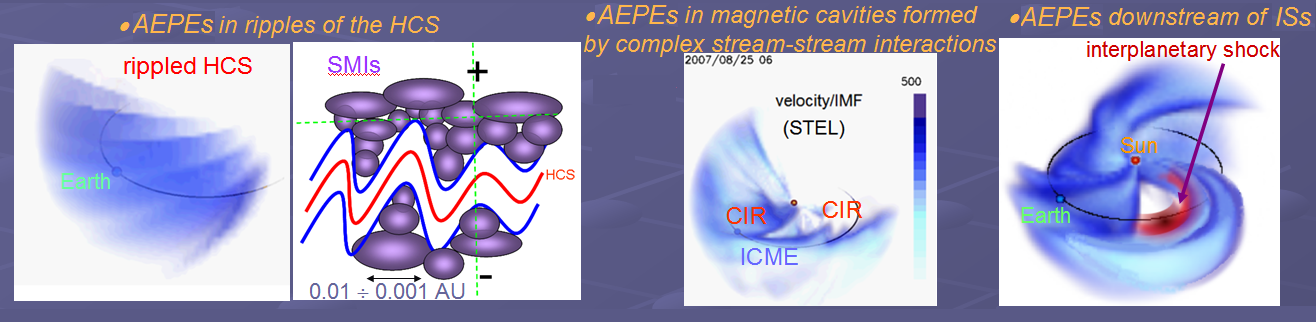 •AEPEs in ripples of the HCS
rippled HCS
Earth
SMIs
+
HCS
-
0.01 ÷ 0.001 AU
•AEPEs in magnetic cavities formed
by complex stream-stream interactions
2007/08/25 06
500
velocity/IMF
(STEL)
CIR
CIR
ICME
•AEPEs downstream of ISs
interplanetary shock
Sun
Earth